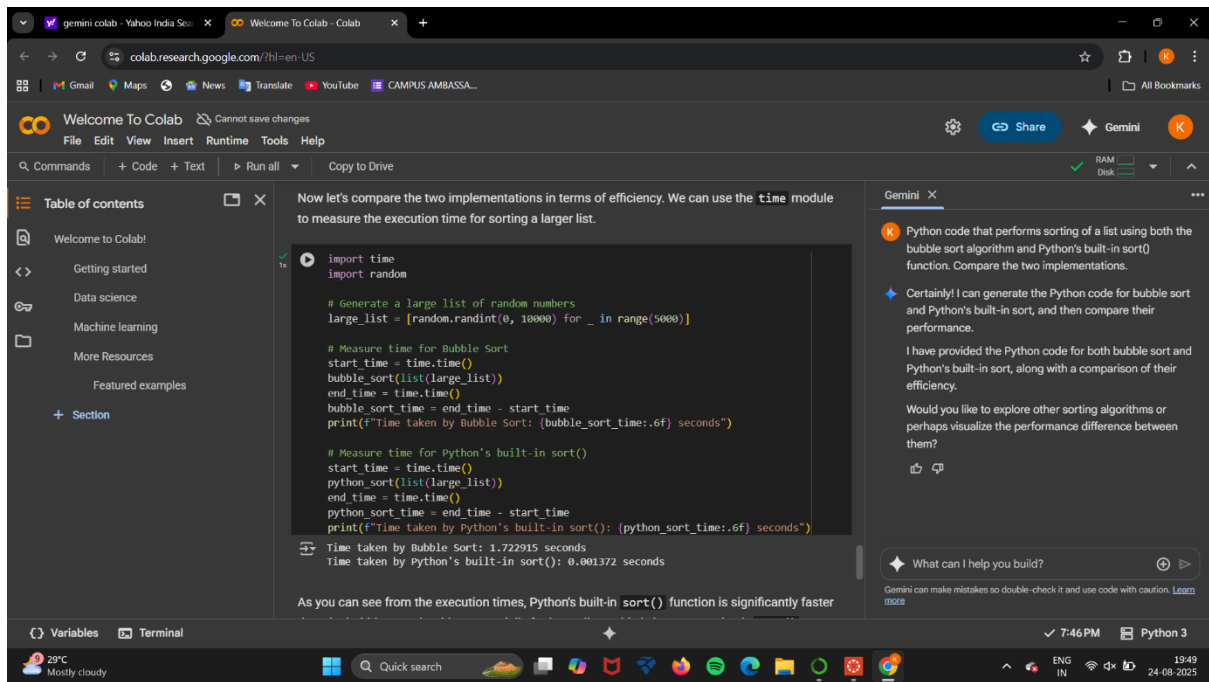 gemini colab - Yahoo India Sea
Welcome To Colab - Colab
colab.research.google.com/?hl=en-US
Gmail Maps News Translate YouTube CAMPUS AMBASSA...
All Bookmarks
Welcome To Colab Cannot save changes
File Edit View Insert Runtime Tools Help
Share Gemini K
Commands + Code + Text Run all Copy to Drive
RAM
Disk
Table of contents
Welcome to Colab!
Getting started
Data science
Machine learning
More Resources
Featured examples
+ Section
Now let's compare the two implementations in terms of efficiency. We can use the time module
to measure the execution time for sorting a larger list.
1s
import time
import random
# Generate a large list of random numbers
large_list = [random.randint(0, 10000) for _ in range(5000)]
# Measure time for Bubble Sort
start_time = time.time()
bubble_sort(list(large_list))
end_time = time.time()
bubble_sort_time = end_time - start_time
print(f"Time taken by Bubble Sort: {bubble_sort_time:.6f} seconds")
# Measure time for Python's built-in sort()
start_time = time.time()
python_sort(list(large_list))
end_time = time.time()
python_sort_time = end_time - start_time
print(f"Time taken by Python's built-in sort(): {python_sort_time:.6f} seconds")
Time taken by Bubble Sort: 1.722915 seconds
Time taken by Python's built-in sort(): 0.001372 seconds
As you can see from the execution times, Python's built-in sort() function is significantly faster
Gemini
K
Python code that performs sorting of a list using both the
bubble sort algorithm and Python's built-in sort()
function. Compare the two implementations.
Certainly! I can generate the Python code for bubble sort
and Python's built-in sort, and then compare their
performance.
I have provided the Python code for both bubble sort and
Python's built-in sort, along with a comparison of their
efficiency.
Would you like to explore other sorting algorithms or
perhaps visualize the performance difference between
them?
What can I help you build?
Gemini can make mistakes so double-check it and use code with caution. Learn
more
Variables Terminal
7:46 PM Python 3
9
29°C
Mostly cloudy
Quick search
ENG
IN
19:49
24-08-2025